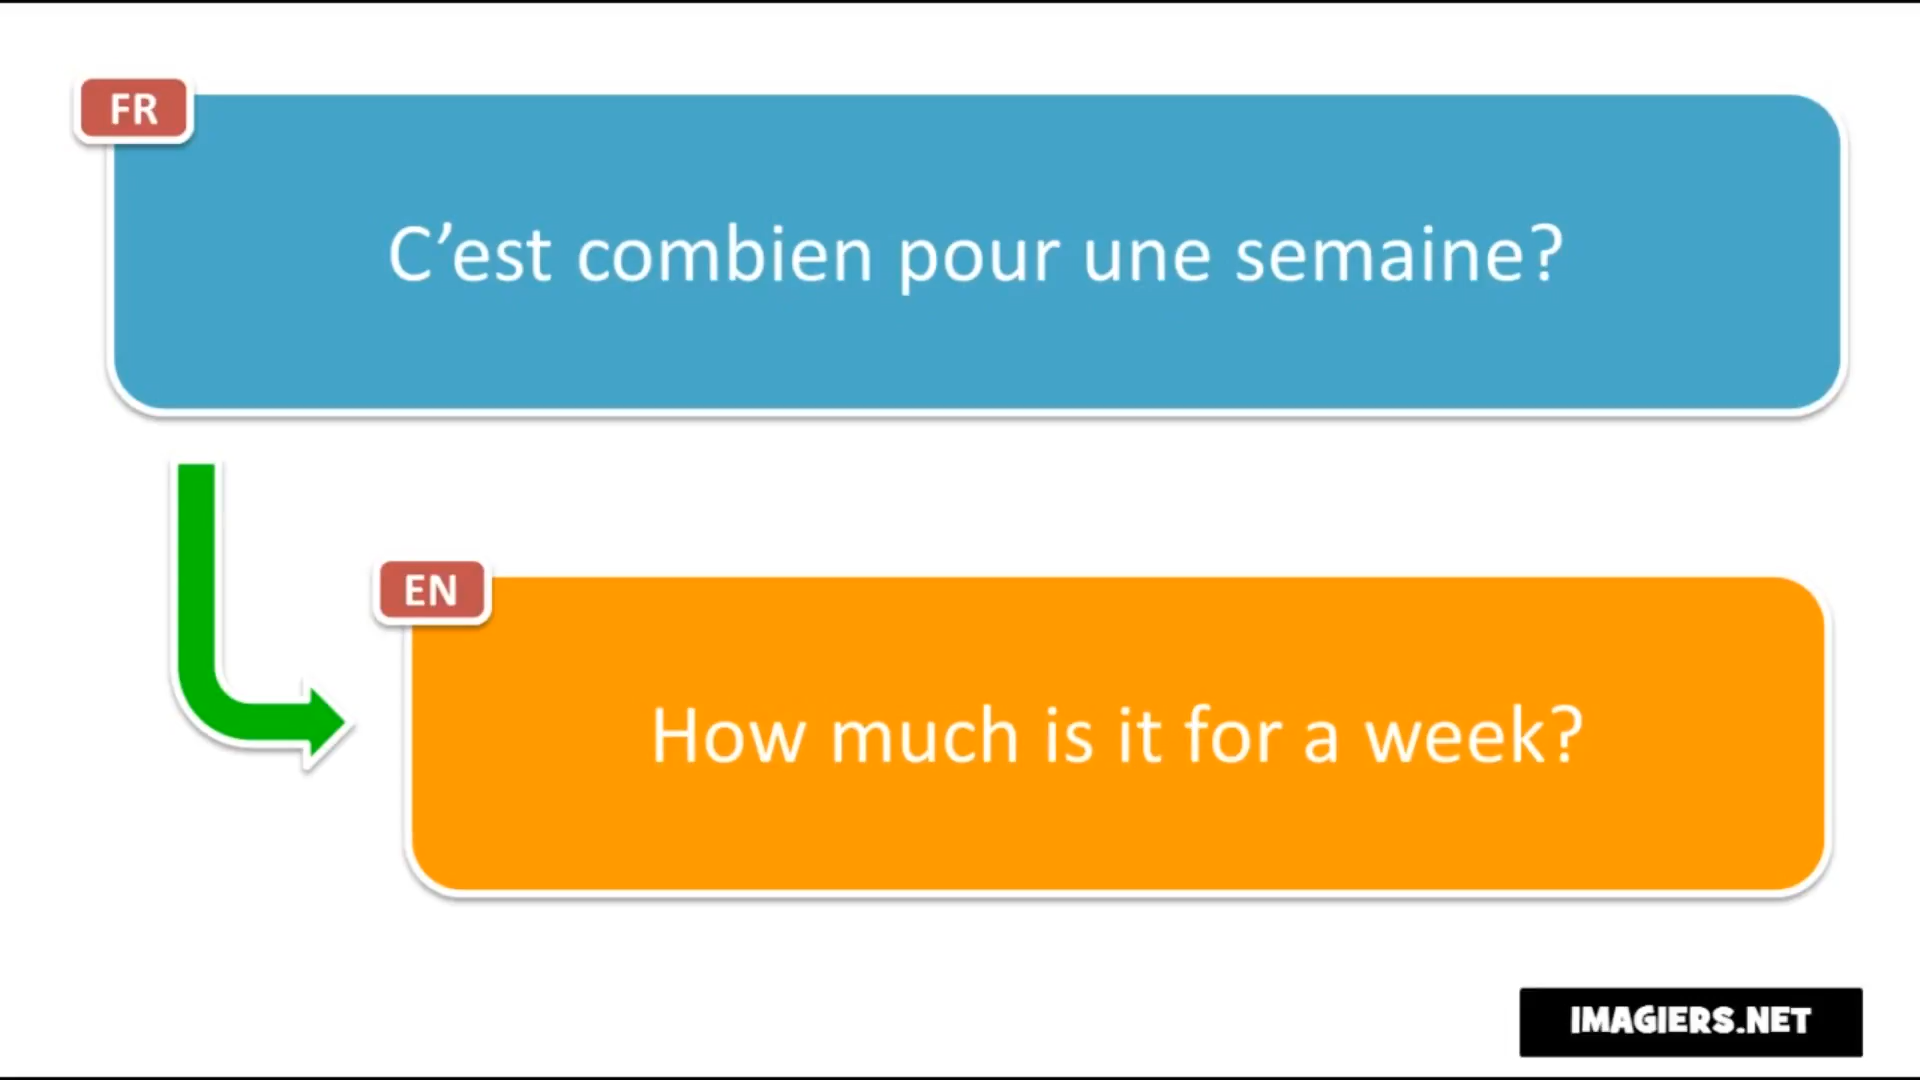 FR
C’est combien pour une semaine?
EN
How much is it for a week?
IMAGIERS.NET